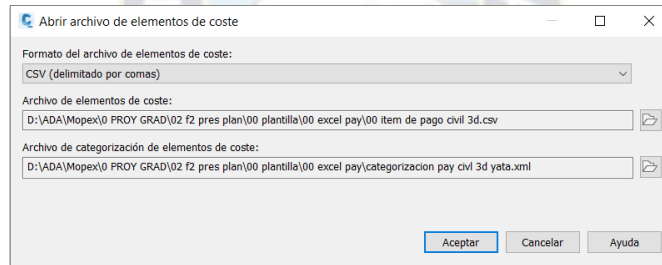 Abrir archivo de elementos de coste
Formato del archivo de elementos de coste:
CSV (delimitado por comas)
Archivo de elementos de coste:
D:\ADA\Mopex\0 PROY GRAD\02 f2 pres plan\00 plantilla\00 excel pay\00 item de pago civil 3d.csv
Archivo de categorización de elementos de coste:
D:\ADA\Mopex\0 PROY GRAD\02 f2 pres plan\00 plantilla\00 excel pay\categorizacion pay civl 3d yata.xml
Aceptar Cancelar Ayuda